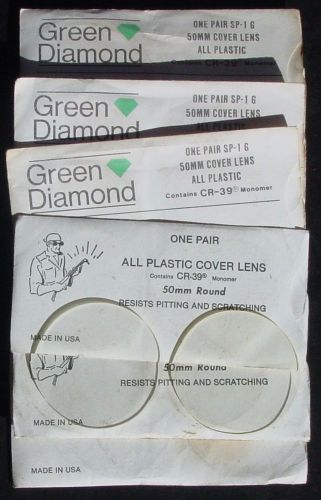 Green
Diamond
ONE PAIR SP-1 G
50MM COVER LENS
ALL PLASTIC
Contains CR-39® Monomer
Green
Diamond
ONE PAIR SP-1 G
50MM COVER LENS
ALL PLASTIC
Green
Diamond
ONE PAIR SP-1 G
50MM COVER LENS
ALL PLASTIC
Contains CR-39® Monomer
ONE PAIR
ALL PLASTIC COVER LENS
Contains CR-39® Monomer
50mm Round
RESISTS PITTING AND SCRATCHING
MADE IN USA
50mm Round
RESISTS PITTING AND SCRATCHING
MADE IN USA
MADE IN USA